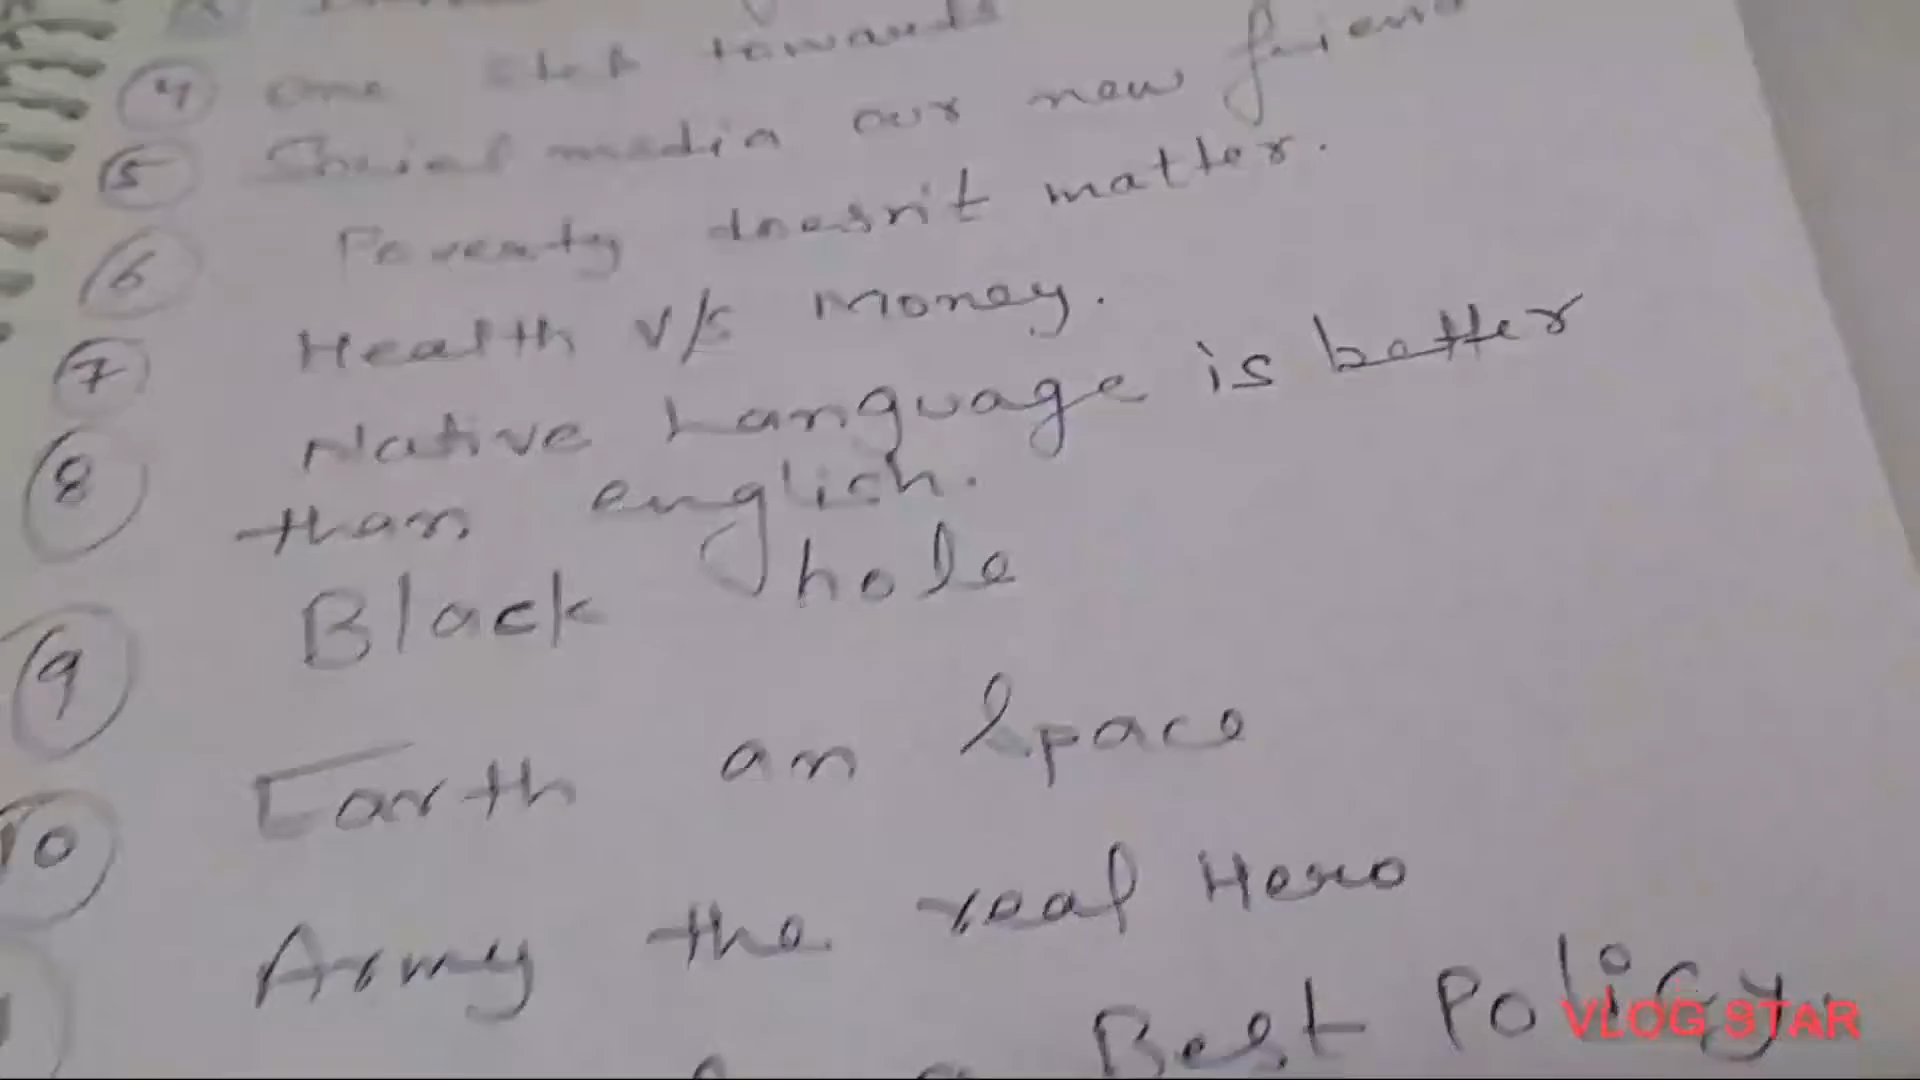 4 one step towards
5 Social media our new friend
6 Poverty doesn't matter.
7 Health v/s Money.
8 Native Language is better
than english.
9 Black hole
10 Earth an Space
Army the real Hero
Best Policy.
VLOG STAR